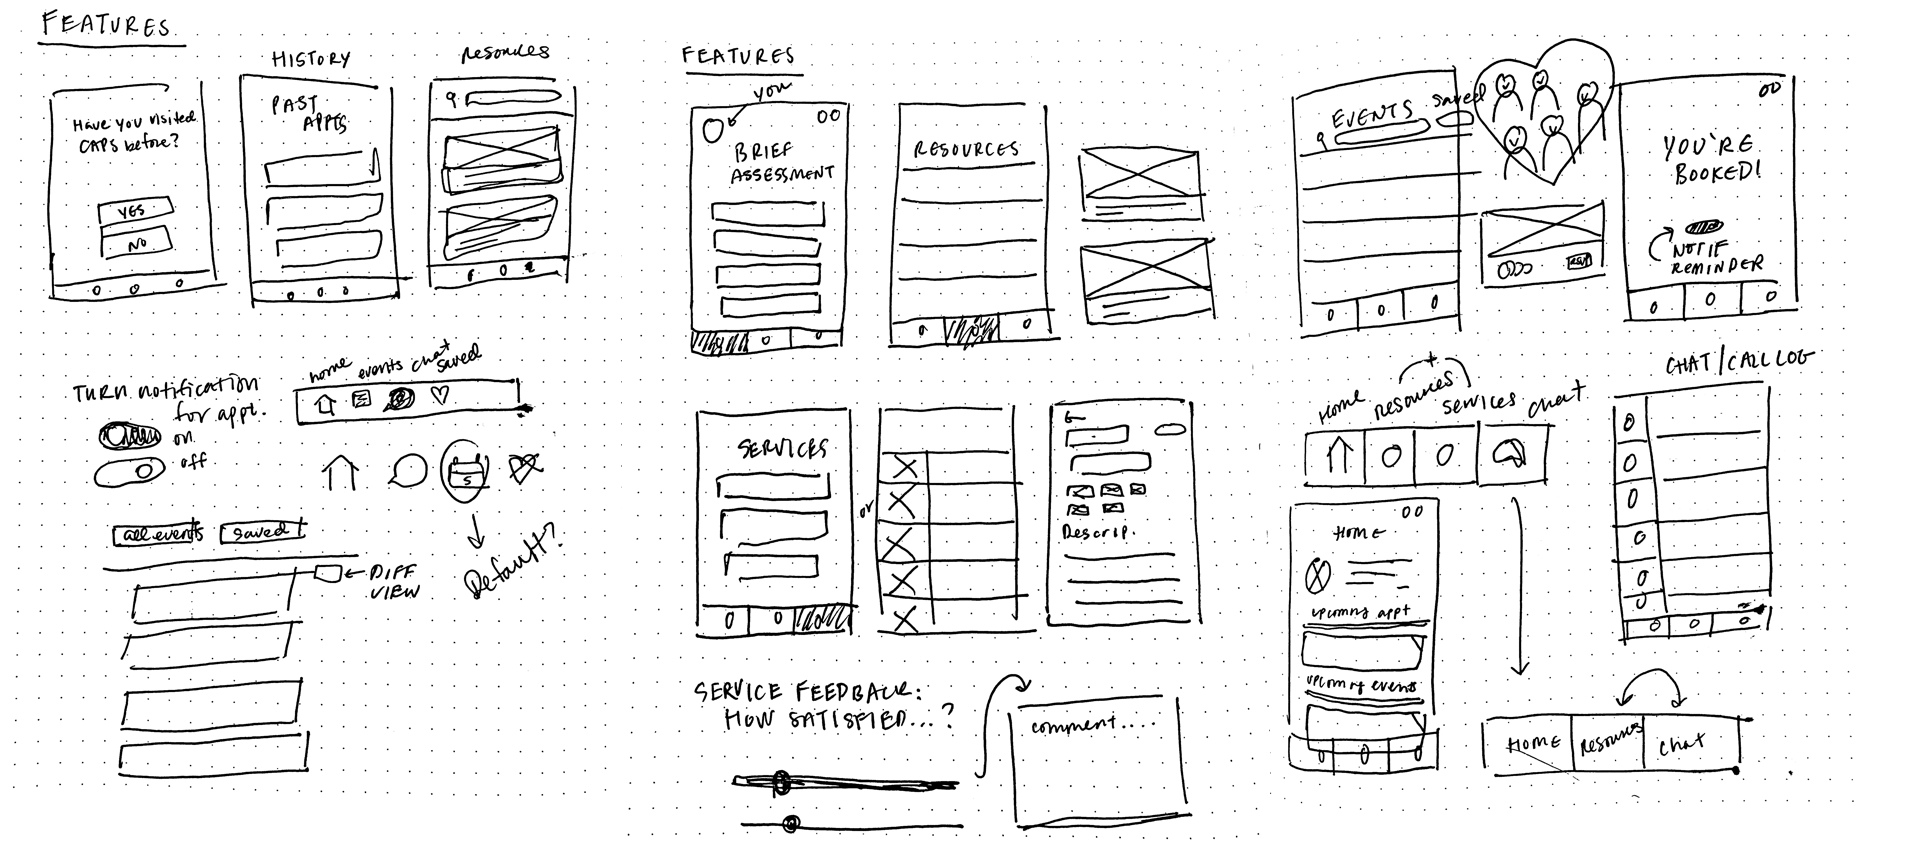 FEATURES
HISTORY
Resources
Have you visited
CAPS before?
YES
NO
PAST
APPTS
TURN notification
for appt.
on
off
home
events
chat
saved
5
Default?
all events
saved
DIFF
VIEW
FEATURES
you
BRIEF
ASSESSMENT
RESOURCES
SERVICES
or
Descrip.
SERVICE FEEDBACK:
HOW SATISFIED...?
comment....
EVENTS
saved
RSVP
YOU'RE
BOOKED!
NOTIF
REMINDER
CHAT/CALL LOG
+
Home
resources
services
chat
HOME
upcoming appt
upcoming events
HOME
Resources
chat